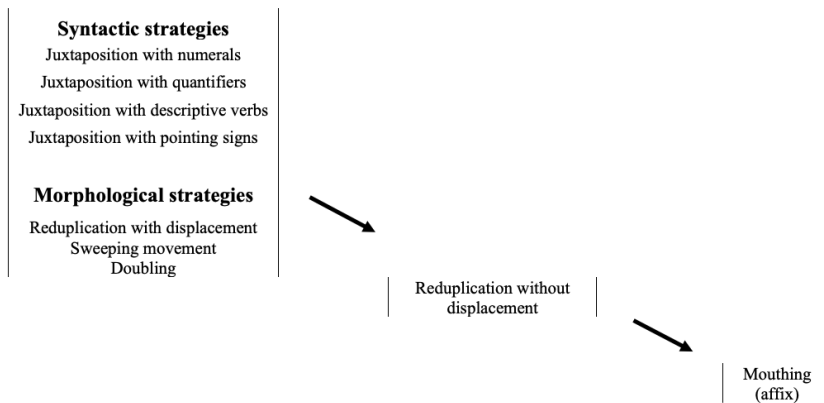 Syntactic strategies
Juxtaposition with numerals
Juxtaposition with quantifiers
Juxtaposition with descriptive verbs
Juxtaposition with pointing signs
Morphological strategies
Reduplication with displacement
Sweeping movement
Doubling
Reduplication without
displacement
Mouthing
(affix)